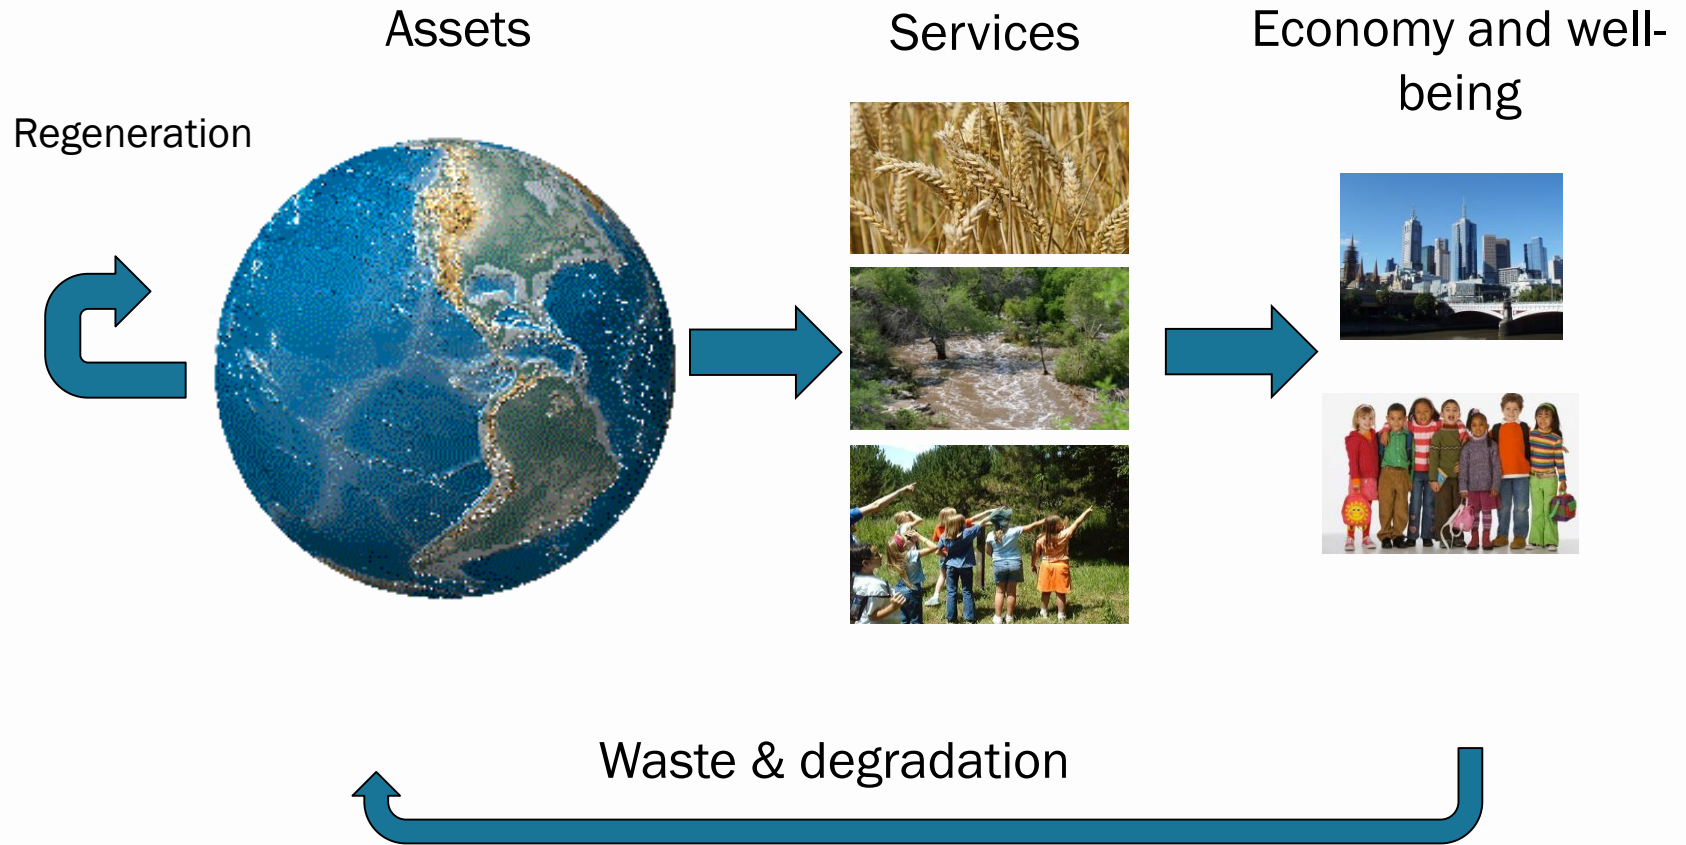 Assets
Services
Economy and well-
being
Regeneration
Waste & degradation